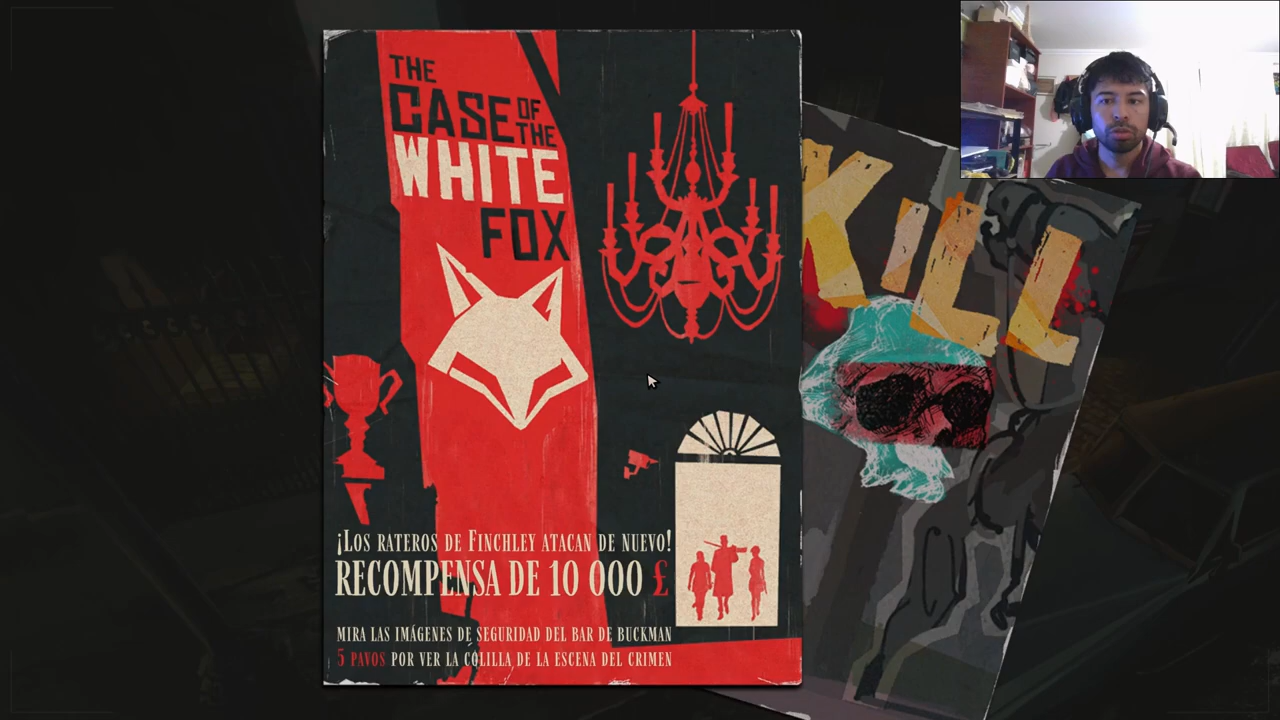 THE
CASE OF THE
WHITE
FOX
KILL
¡LOS RATEROS DE FINCHLEY ATACAN DE NUEVO!
RECOMPENSA DE 10 000 £
MIRA LAS IMÁGENES DE SEGURIDAD DEL BAR DE BUCKMAN
5 PAVOS POR VER LA COLILLA DE LA ESCENA DEL CRIMEN